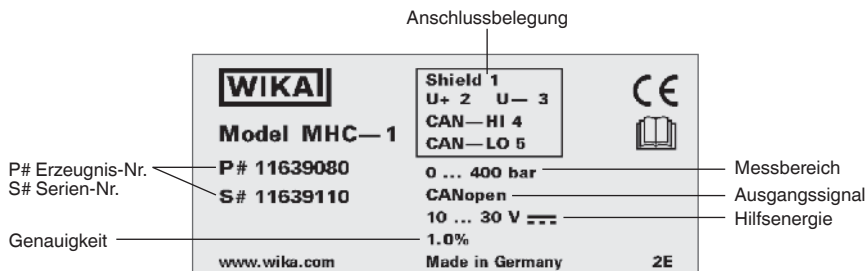 Anschlussbelegung
WIKA
Model MHC—1
P# Erzeugnis-Nr.
S# Serien-Nr.
P# 11639080
S# 11639110
Genauigkeit
www.wika.com
Shield 1
U+ 2 U— 3
CAN—HI 4
CAN—LO 5
0 ... 400 bar
CANopen
10 ... 30 V
1.0%
Made in Germany
CE
2E
Messbereich
Ausgangssignal
Hilfsenergie